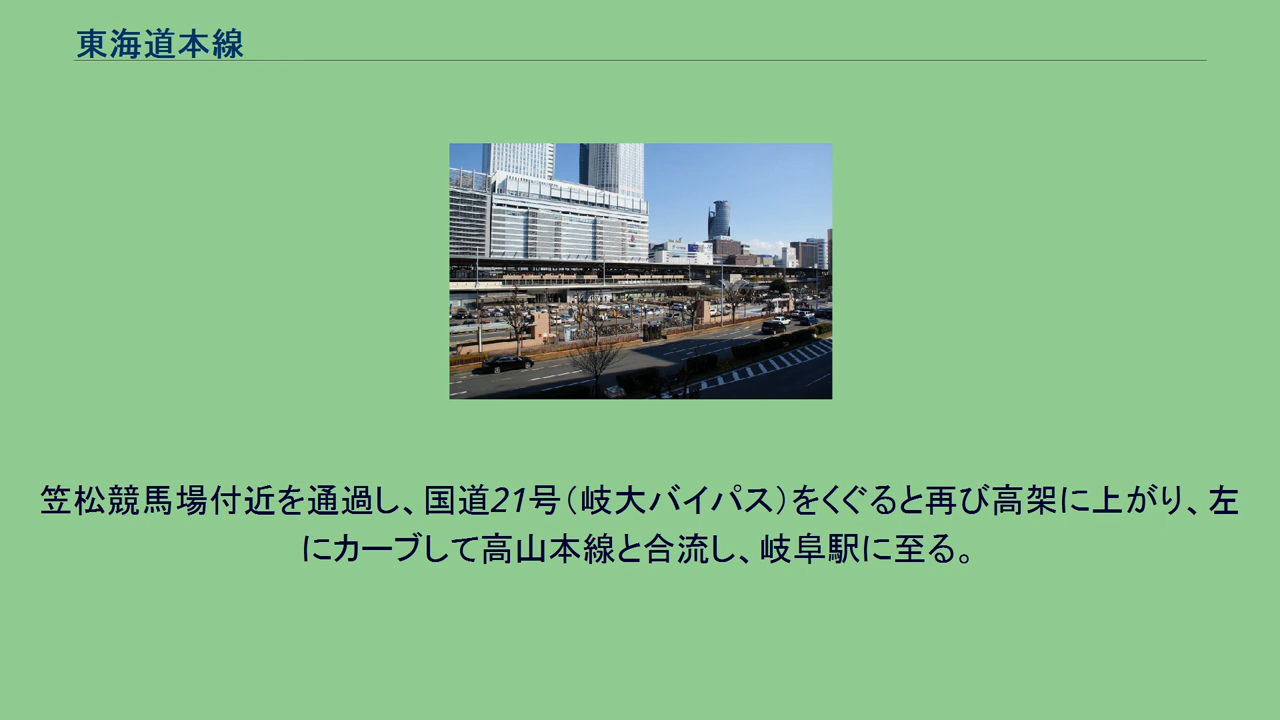 東海道本線
笠松競馬場付近を通過し、国道21号（岐大バイパス）をくぐると再び高架に上がり、左
にカーブして高山本線と合流し、岐阜駅に至る。